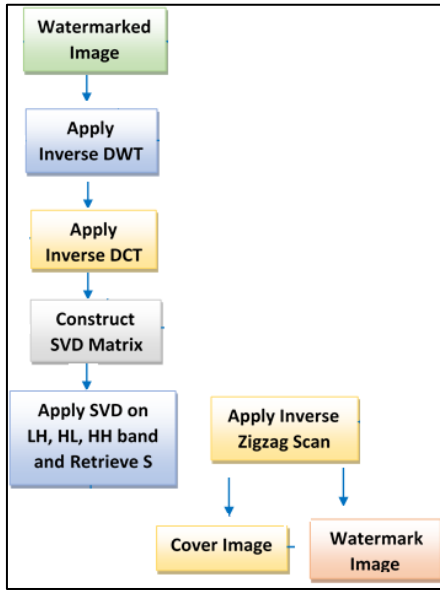 Watermarked
Image
Apply
Inverse DWT
Apply
Inverse DCT
Construct
SVD Matrix
Apply SVD on
LH, HL, HH band
and Retrieve S
Apply Inverse
Zigzag Scan
Cover Image
Watermark
Image